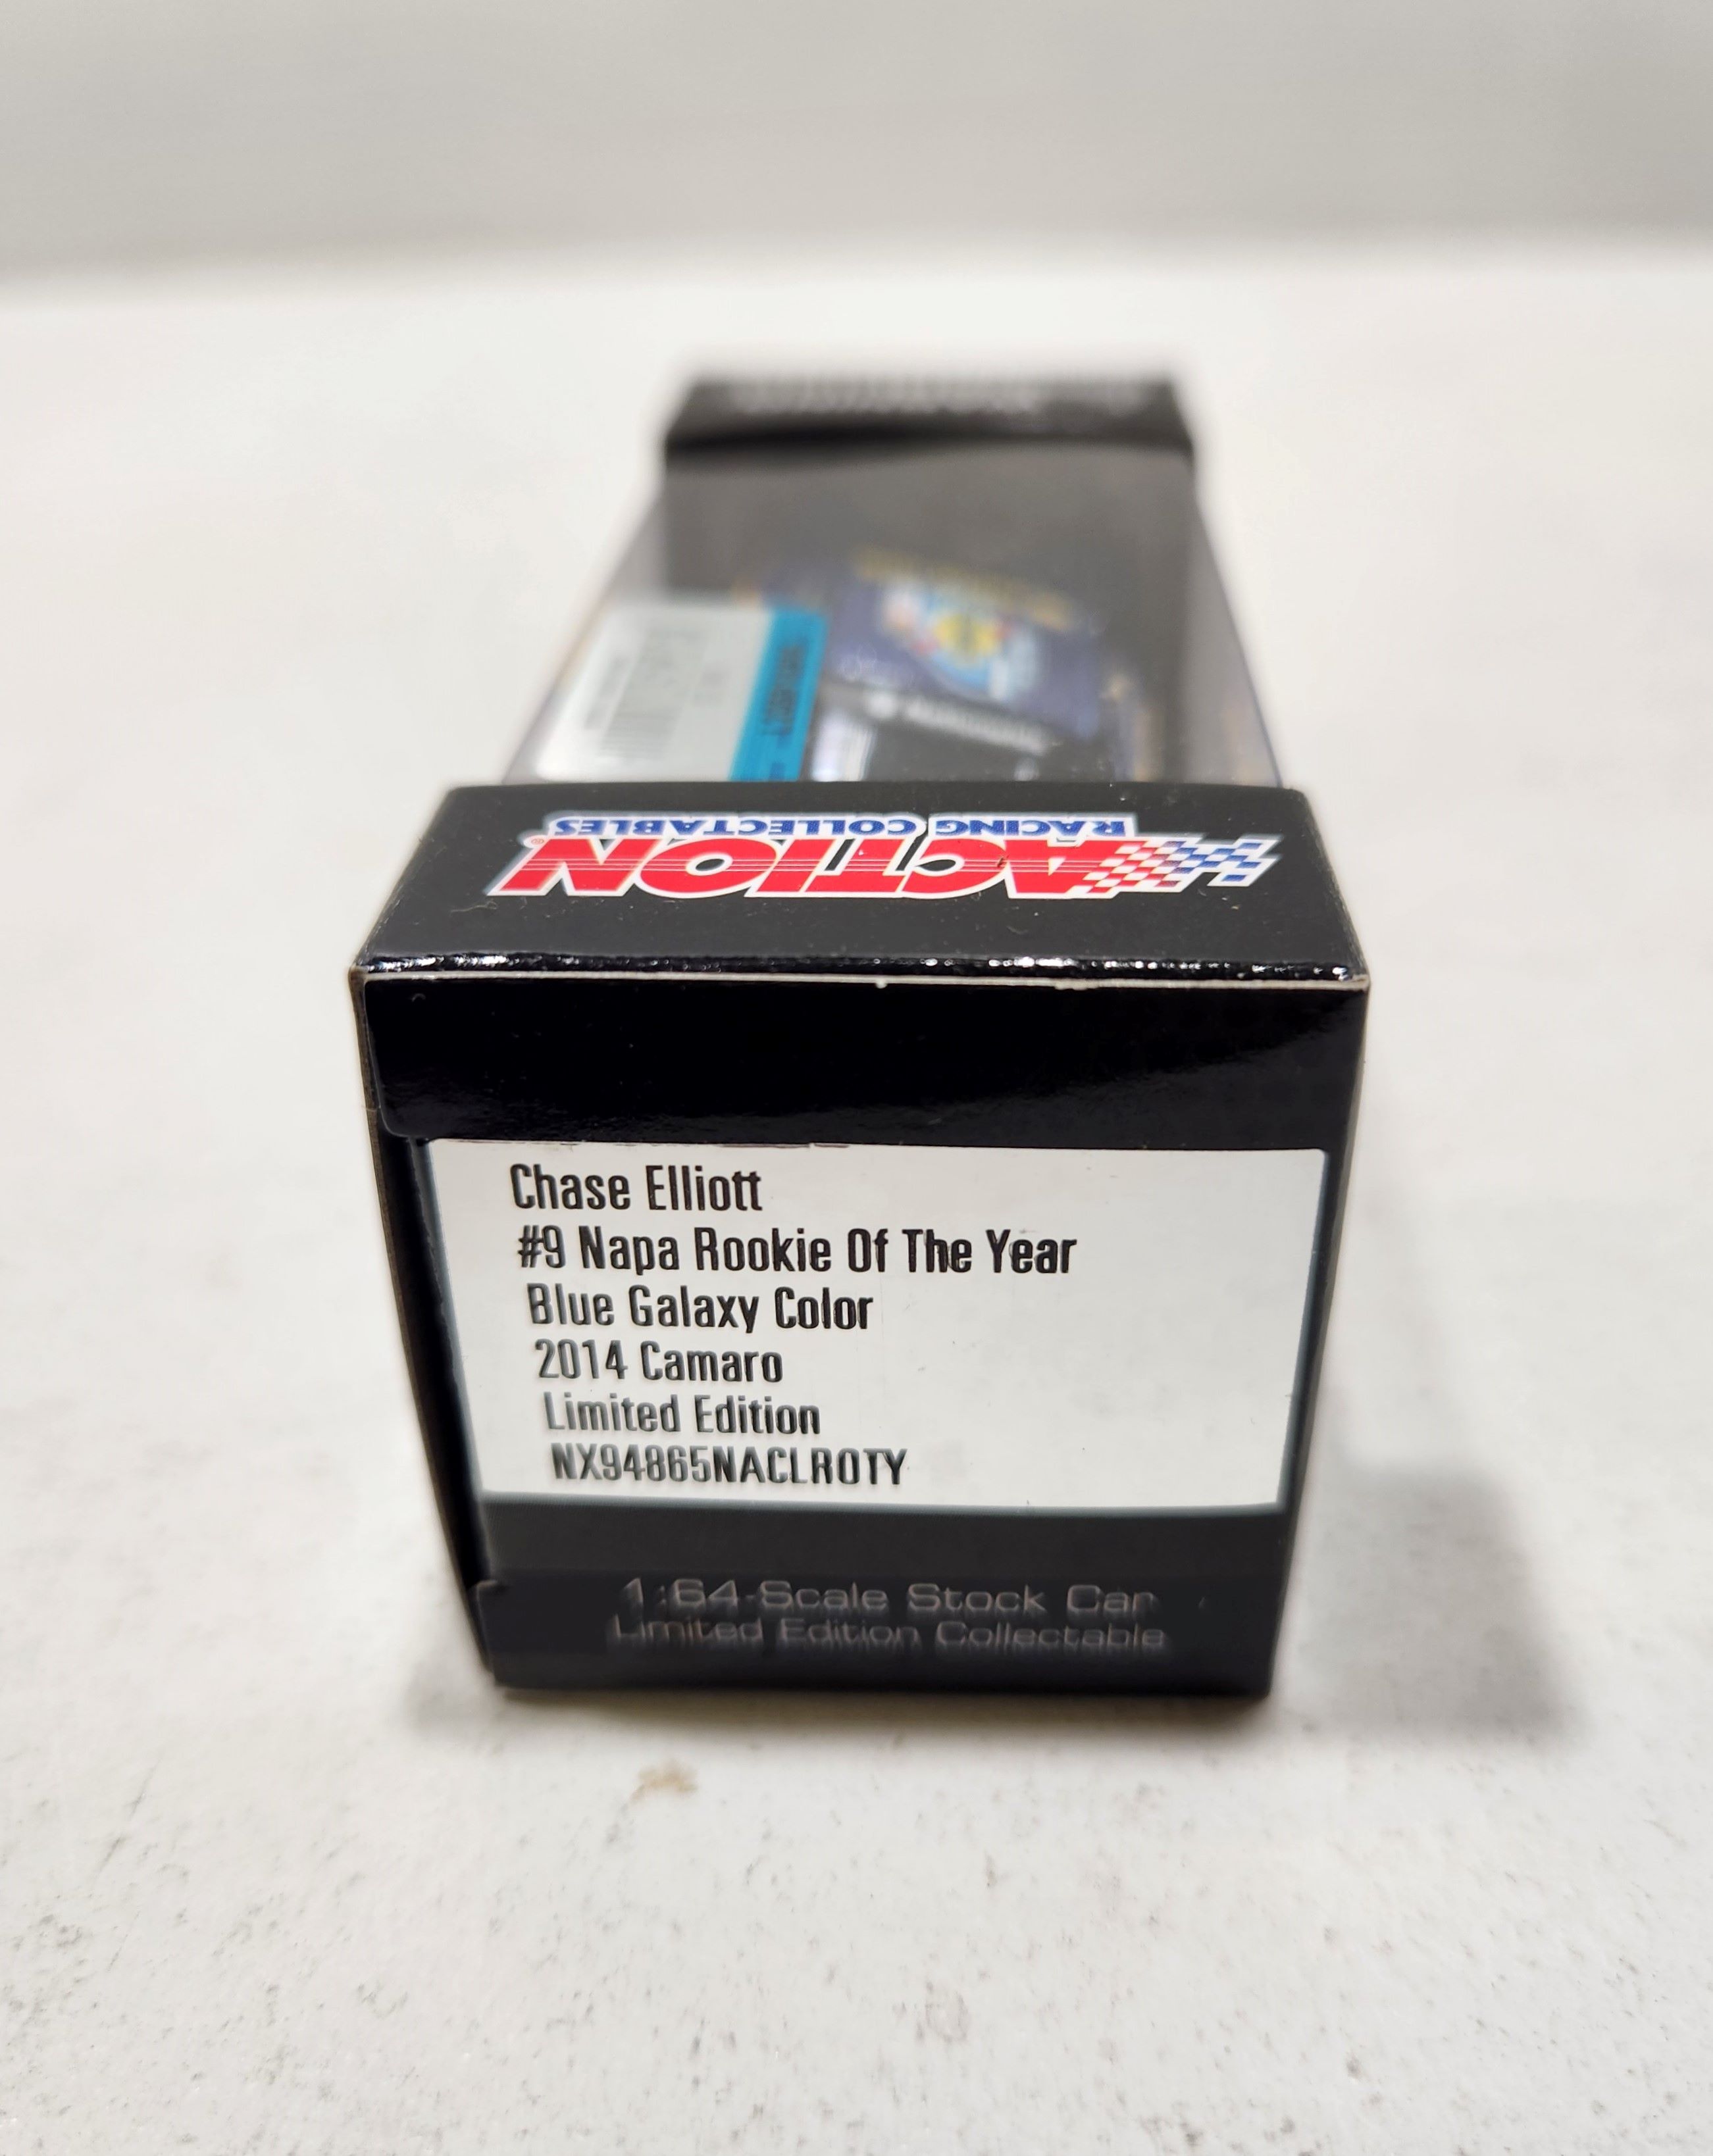 ACTION
RACING COLLECTABLES
Chase Elliott
#9 Napa Rookie Of The Year
Blue Galaxy Color
2014 Camaro
Limited Edition
NX94865NACLROTY
1:64-Scale Stock Car
Limited Edition Collectable